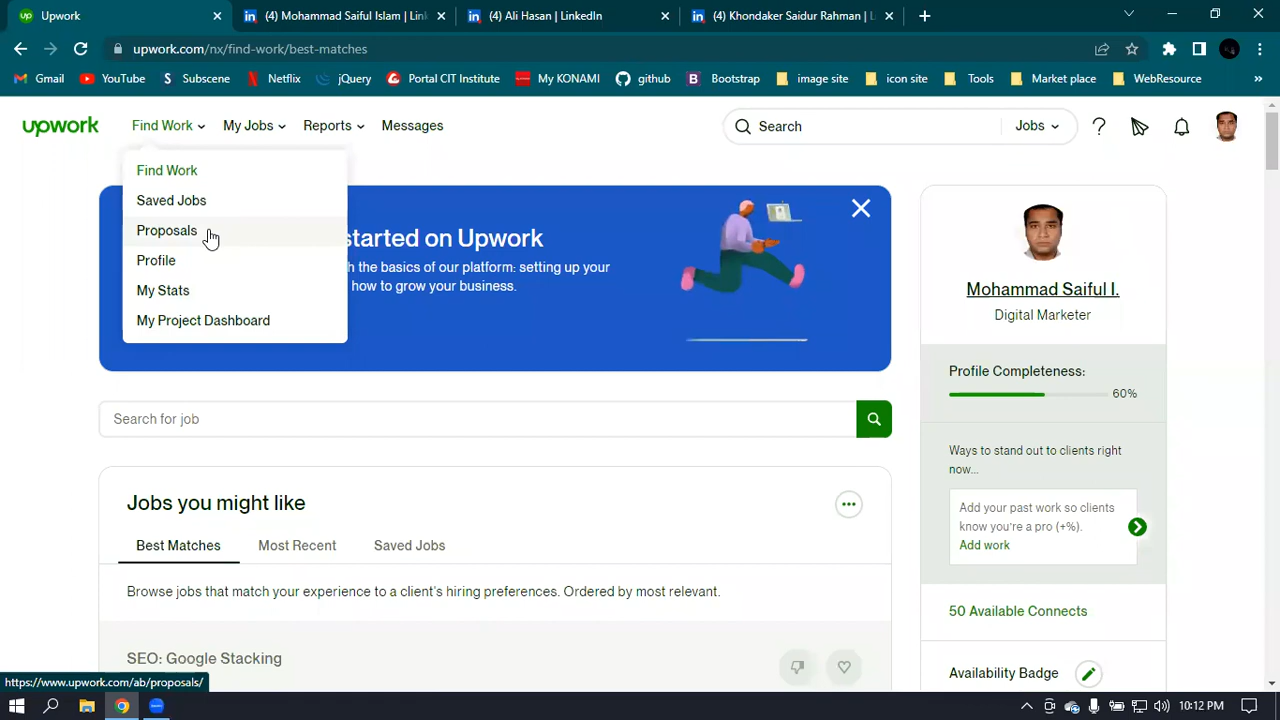 Upwork
(4) Mohammad Saiful Islam | Link
(4) Ali Hasan | LinkedIn
(4) Khondaker Saidur Rahman | L
upwork.com/nx/find-work/best-matches
Gmail
YouTube
Subscene
Netflix
jQuery
Portal CIT Institute
My KONAMI
github
Bootstrap
image site
icon site
Tools
Market place
WebResource
upwork
Find Work
My Jobs
Reports
Messages
Search
Jobs
Find Work
Saved Jobs
Proposals
Profile
My Stats
My Project Dashboard
started on Upwork
h the basics of our platform: setting up your
how to grow your business.
Search for job
Jobs you might like
Best Matches
Most Recent
Saved Jobs
Browse jobs that match your experience to a client's hiring preferences. Ordered by most relevant.
SEO: Google Stacking
Mohammad Saiful I.
Digital Marketer
Profile Completeness:
60%
Ways to stand out to clients right
now...
Add your past work so clients
know you're a pro (+%).
Add work
50 Available Connects
Availability Badge
https://www.upwork.com/ab/proposals/
10:12 PM